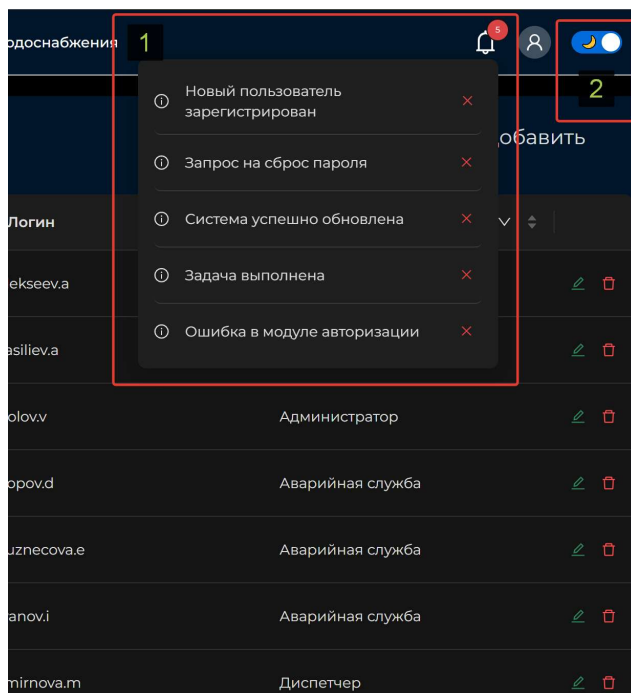 одоснабжения
1
5
2
Новый пользователь
зарегистрирован
Запрос на сброс пароля
Система успешно обновлена
Задача выполнена
Ошибка в модуле авторизации
обавить
Логин
ekseev.a
asiliev.a
olov.v Администратор
opov.d Аварийная служба
uznecova.e Аварийная служба
anov.i Аварийная служба
mirnova.m Диспетчер